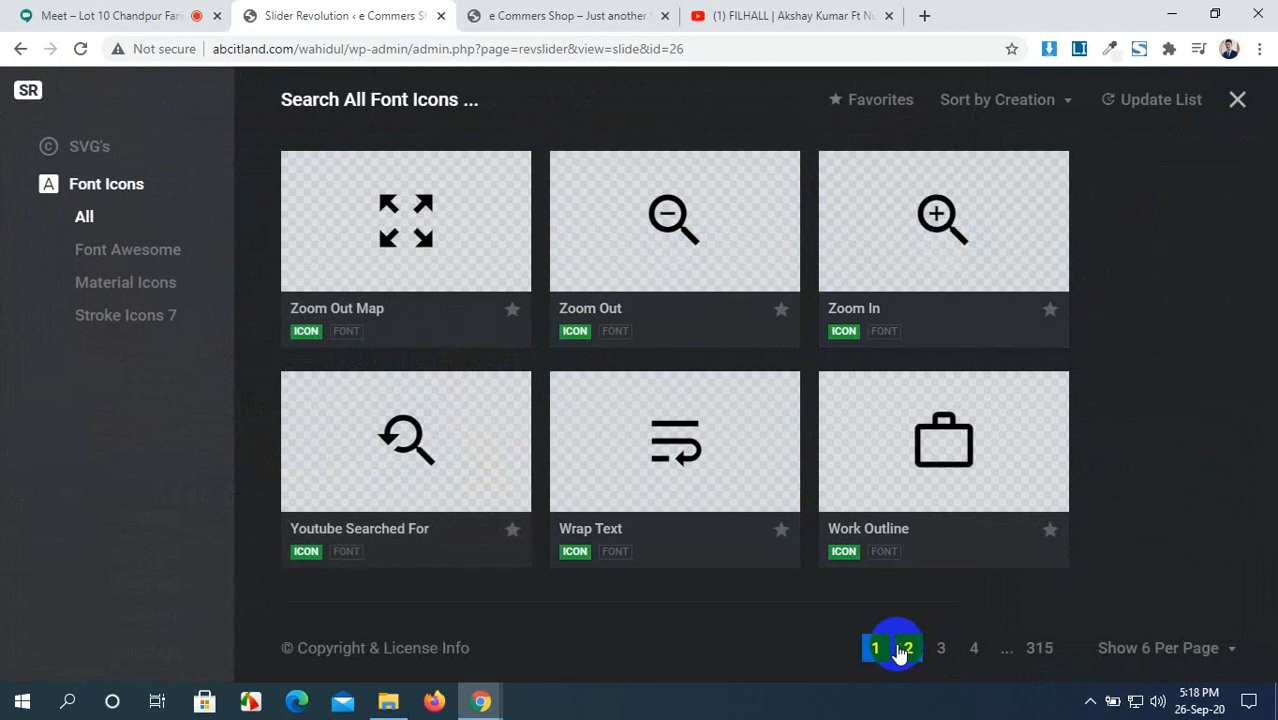 Meet – Lot 10 Chandpur Fari
Slider Revolution ‹ e Commers Sh
e Commers Shop – Just another W
(1) FILHALL | Akshay Kumar Ft Nu
Not secure
abcitland.com/wahidul/wp-admin/admin.php?page=revslider&view=slide&id=26
SR
Search All Font Icons ...
Favorites
Sort by Creation
Update List
SVG's
Font Icons
All
Font Awesome
Material Icons
Stroke Icons 7
Zoom Out Map
ICON FONT
Zoom Out
ICON FONT
Zoom In
ICON FONT
Youtube Searched For
ICON FONT
Wrap Text
ICON FONT
Work Outline
ICON FONT
© Copyright & License Info
1 2 3 4 ... 315
Show 6 Per Page
5:18 PM
26-Sep-20